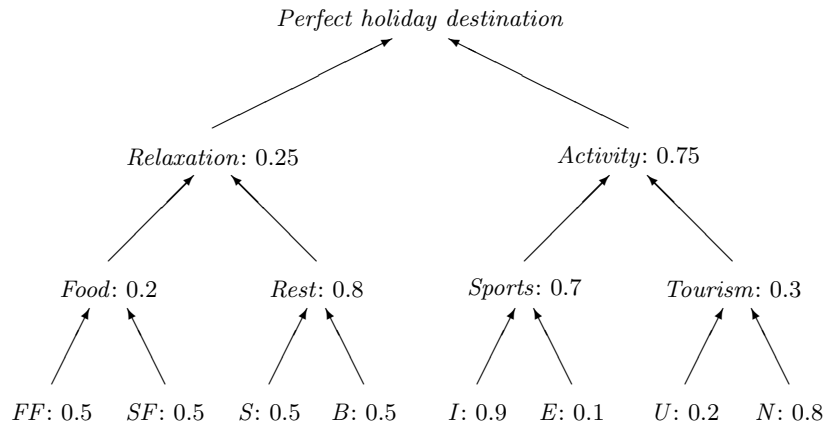 Perfect holiday destination
Relaxation: 0.25 Activity: 0.75
Food: 0.2 Rest: 0.8 Sports: 0.7 Tourism: 0.3
FF: 0.5 SF: 0.5 S: 0.5 B: 0.5 I: 0.9 E: 0.1 U: 0.2 N: 0.8